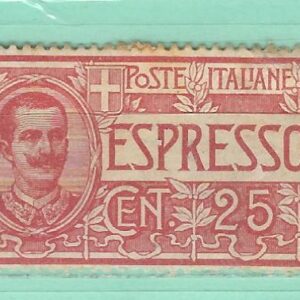 POSTE ITALIANE
ESPRESSO
CENT. 25